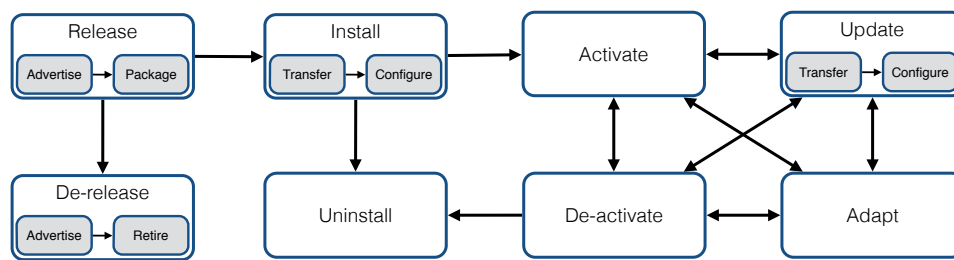 Release
Advertise
Package
Install
Transfer
Configure
Activate
Update
Transfer
Configure
De-release
Advertise
Retire
Uninstall
De-activate
Adapt